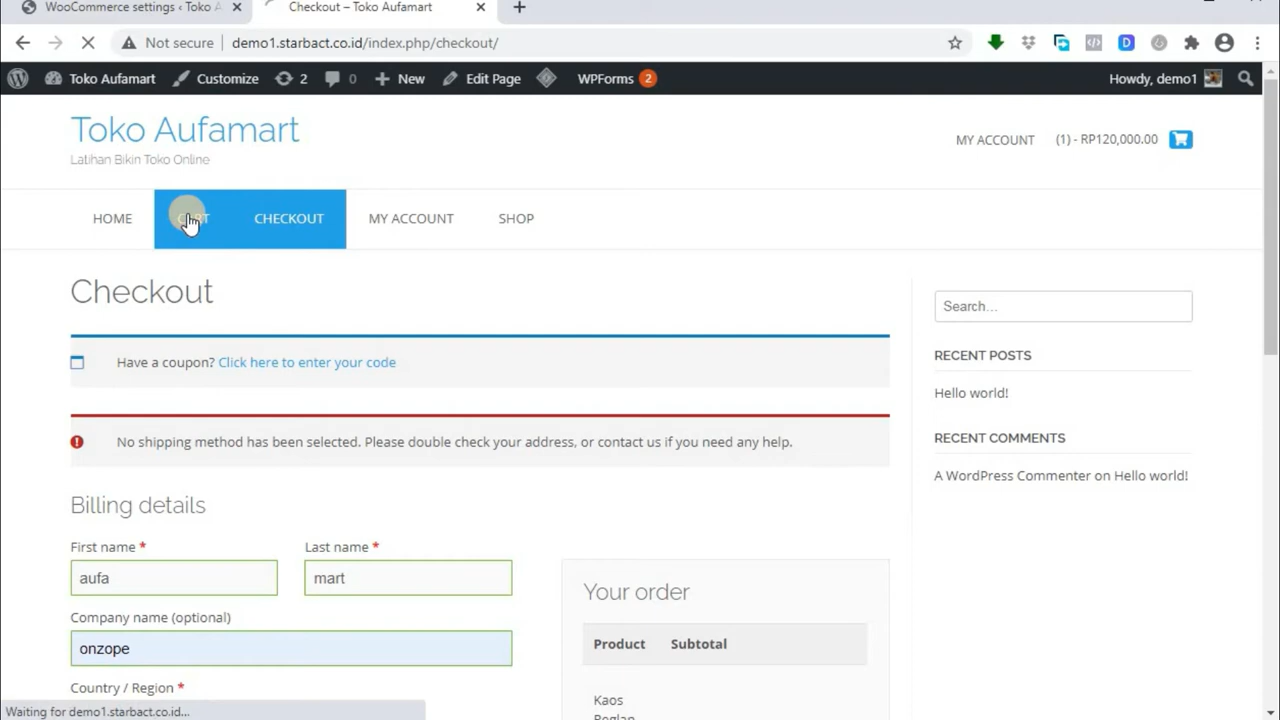 WooCommerce settings ‹ Toko A
Checkout – Toko Aufamart
Not secure
demo1.starbact.co.id/index.php/checkout/
Toko Aufamart
Customize
2
0
New
Edit Page
WPForms
2
Howdy, demo1
Toko Aufamart
Latihan Bikin Toko Online
MY ACCOUNT
(1) - RP120,000.00
HOME
CART
CHECKOUT
MY ACCOUNT
SHOP
Checkout
Have a coupon? Click here to enter your code
No shipping method has been selected. Please double check your address, or contact us if you need any help.
Billing details
First name *
Last name *
aufa
mart
Company name (optional)
onzope
Country / Region *
Your order
Product
Subtotal
Kaos
Reglan
Search…
RECENT POSTS
Hello world!
RECENT COMMENTS
A WordPress Commenter on Hello world!
Waiting for demo1.starbact.co.id...